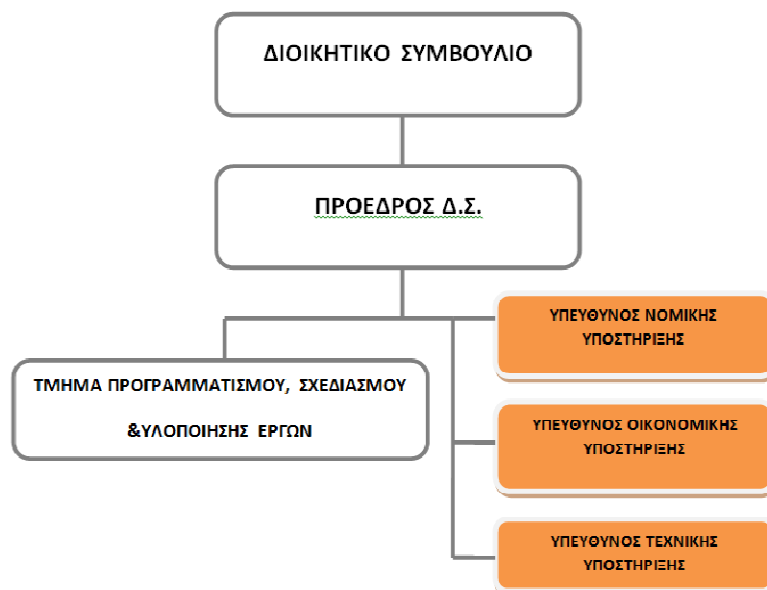 ΔΙΟΙΚΗΤΙΚΟ ΣΥΜΒΟΥΛΙΟ
ΠΡΟΕΔΡΟΣ Δ.Σ.
ΥΠΕΥΘΥΝΟΣ ΝΟΜΙΚΗΣ
ΥΠΟΣΤΗΡΙΞΗΣ
ΤΜΗΜΑ ΠΡΟΓΡΑΜΜΑΤΙΣΜΟΥ, ΣΧΕΔΙΑΣΜΟΥ
&ΥΛΟΠΟΙΗΣΗΣ ΕΡΓΩΝ
ΥΠΕΥΘΥΝΟΣ ΟΙΚΟΝΟΜΙΚΗΣ
ΥΠΟΣΤΗΡΙΞΗΣ
ΥΠΕΥΘΥΝΟΣ ΤΕΧΝΙΚΗΣ
ΥΠΟΣΤΗΡΙΞΗΣ